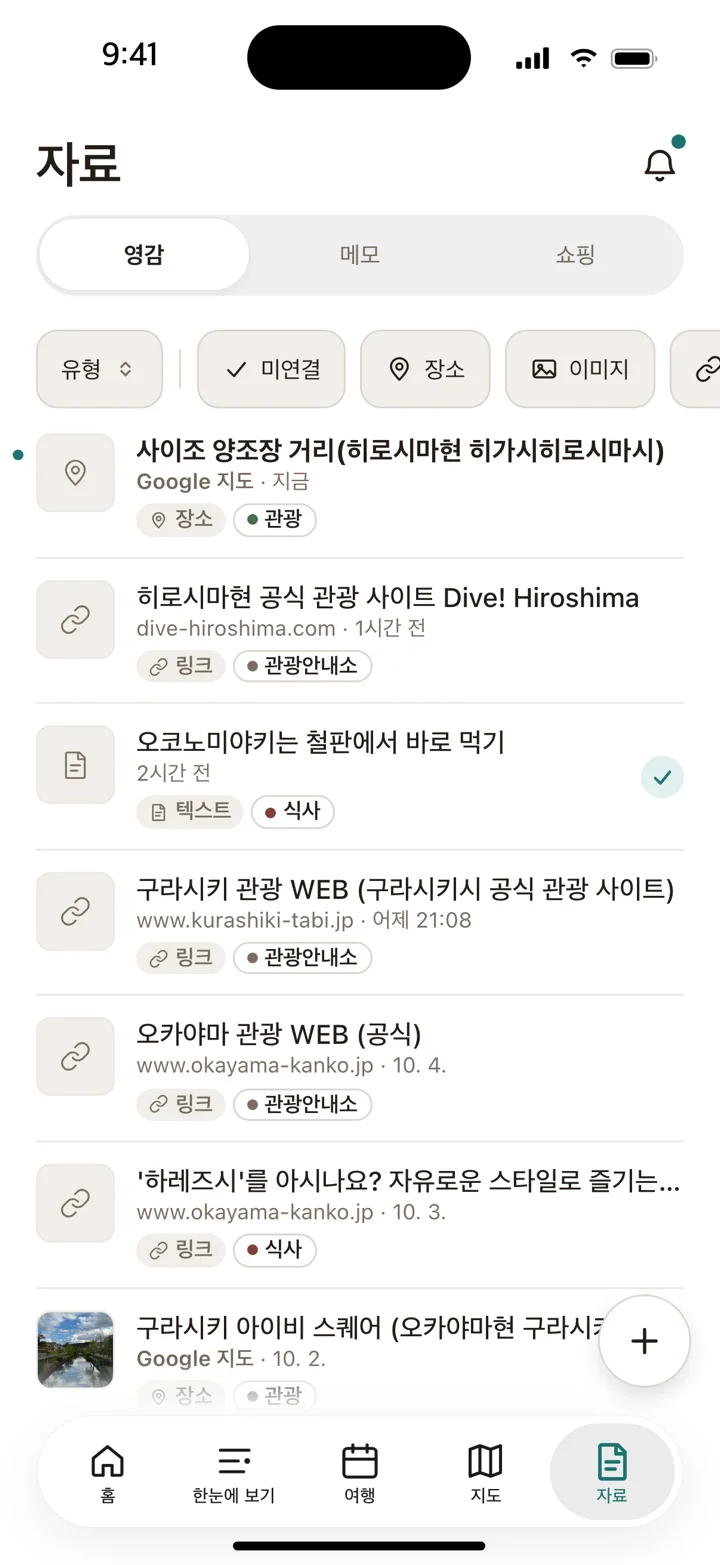 9:41
자료
영감
메모
쇼핑
유형
미연결
장소
이미지
사이조 양조장 거리(히로시마현 히가시히로시마시)
Google 지도 · 지금
장소
관광
히로시마현 공식 관광 사이트 Dive! Hiroshima
dive-hiroshima.com · 1시간 전
링크
관광안내소
오코노미야키는 철판에서 바로 먹기
2시간 전
텍스트
식사
구라시키 관광 WEB (구라시키시 공식 관광 사이트)
www.kurashiki-tabi.jp · 어제 21:08
링크
관광안내소
오카야마 관광 WEB (공식)
www.okayama-kanko.jp · 10. 4.
링크
관광안내소
'하레즈시'를 아시나요? 자유로운 스타일로 즐기는...
www.okayama-kanko.jp · 10. 3.
링크
식사
구라시키 아이비 스퀘어 (오카야마현 구라시
Google 지도 · 10. 2.
장소
관광
홈
한눈에 보기
여행
지도
자료